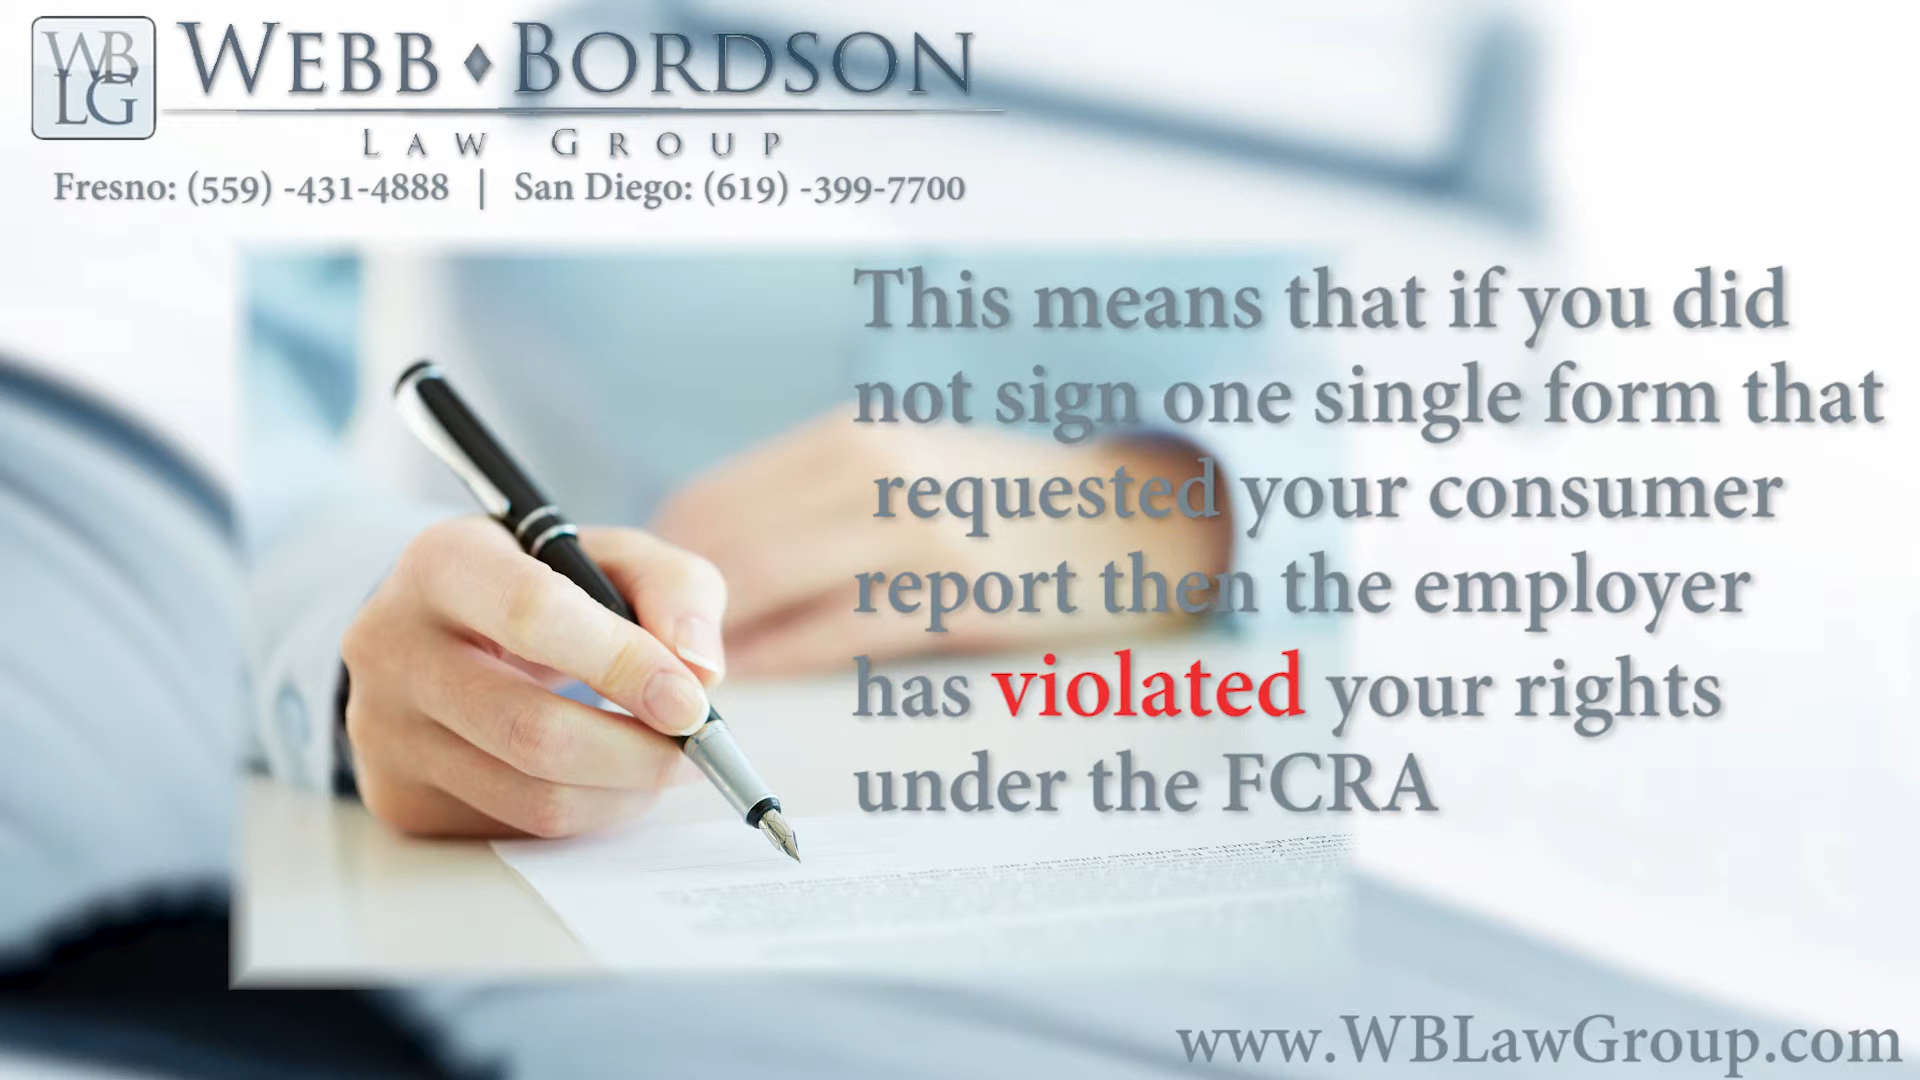 WB
LG
WEBB ♦ BORDSON
LAW GROUP
Fresno: (559) -431-4888 | San Diego: (619) -399-7700
This means that if you did
not sign one single form that
requested your consumer
report then the employer
has violated your rights
under the FCRA
www.WBLawGroup.com